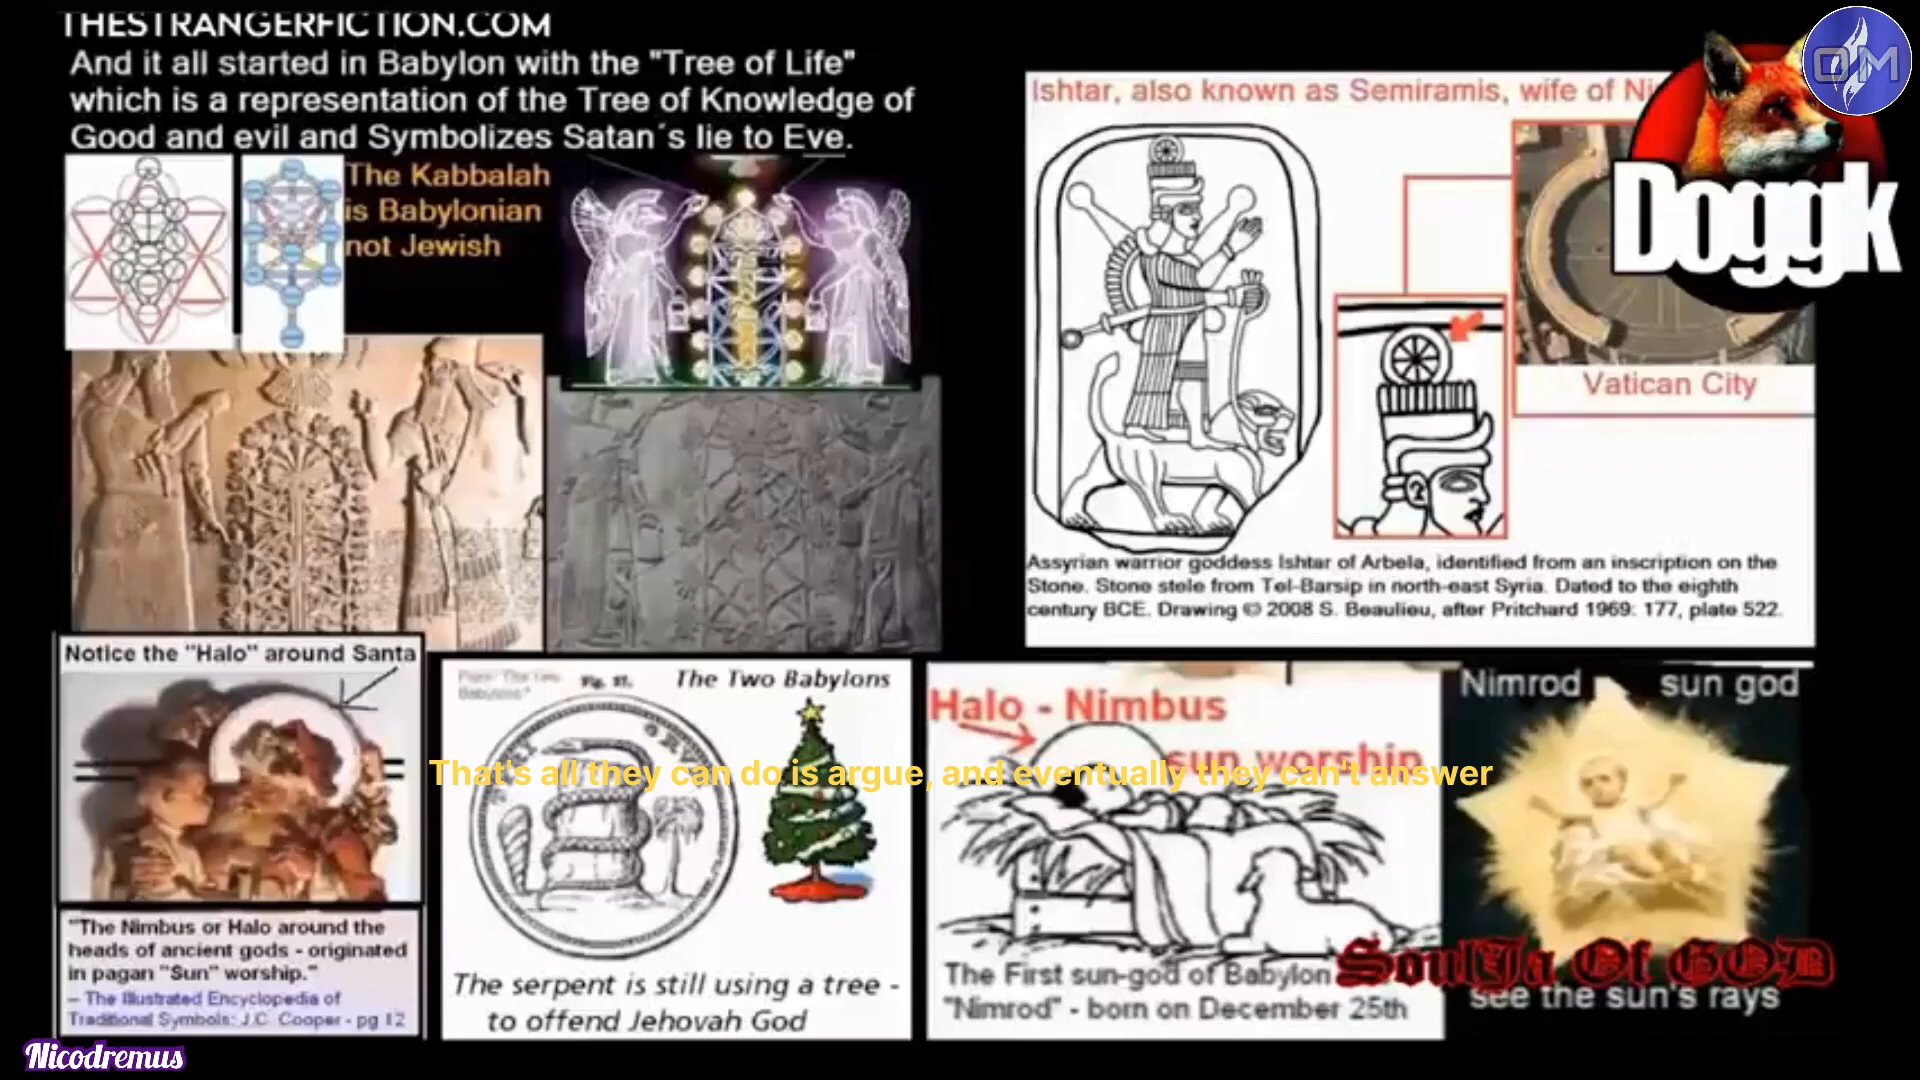 THESTRANGERFICTION.COM
And it all started in Babylon with the "Tree of Life"
which is a representation of the Tree of Knowledge of
Good and evil and Symbolizes Satan´s lie to Eve.
The Kabbalah
is Babylonian
not Jewish
Ishtar, also known as Semiramis, wife of
DM
Doggk
Vatican City
Assyrian warrior goddess Ishtar of Arbela, identified from an inscription on the
Stone. Stone stele from Tel-Barsip in north-east Syria. Dated to the eighth
century BCE. Drawing © 2008 S. Beaulieu, after Pritchard 1969: 177, plate 522.
Notice the "Halo" around Santa
"The Nimbus or Halo around the
heads of ancient gods - originated
in pagan "Sun" worship."
– The Illustrated Encyclopedia of
Traditional Symbols: J.C. Cooper - pg 12
From "The Two
Babylons"
Fig. 57.
The Two Babylons
The serpent is still using a tree -
to offend Jehovah God
Halo - Nimbus
sun worship
That's all they can do is argue, and eventually they can't answer
The First sun-god of Babylon
"Nimrod" - born on December 25th
Nimrod sun god
SoulJa Of GOD
see the sun's rays
Nicodremus